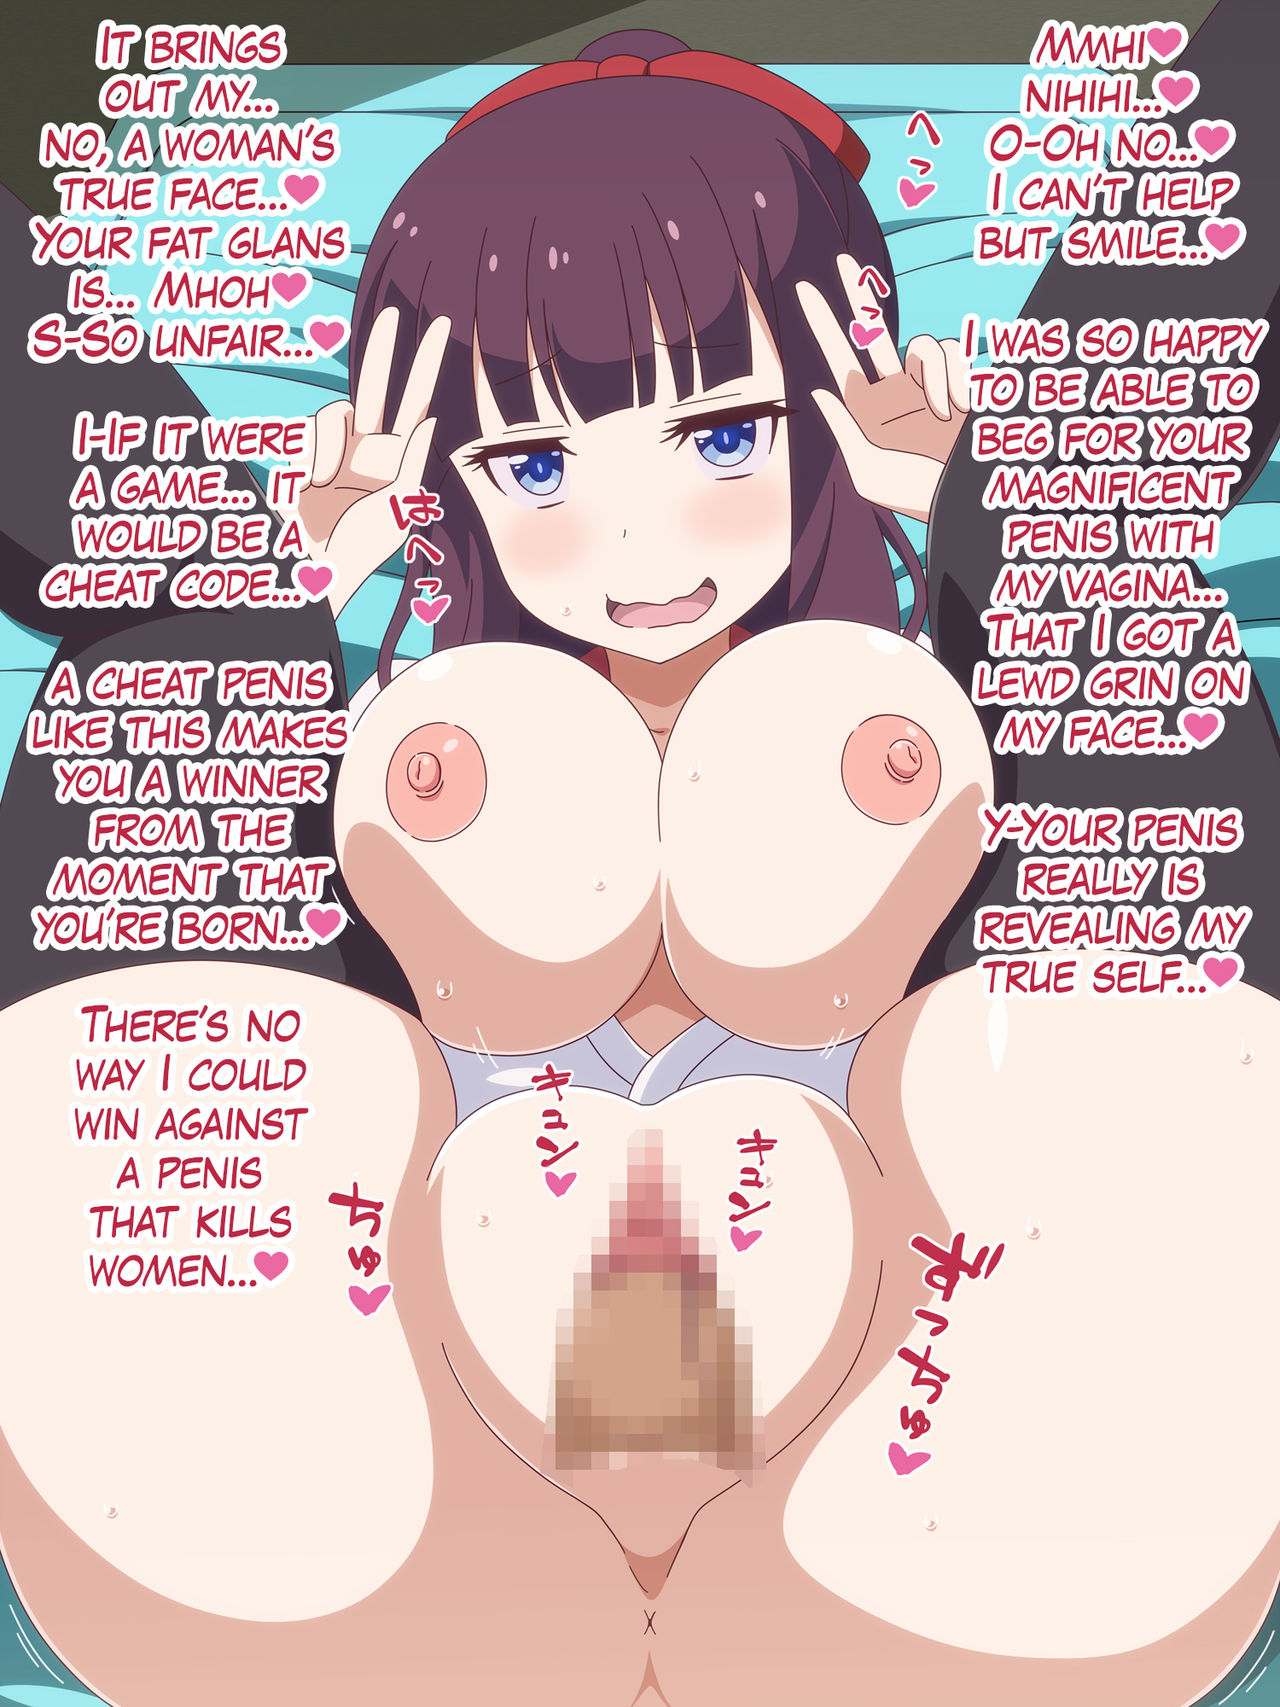 MMHI♥
NIHIHI...♥
O-OH NO...♥
I CAN'T HELP
BUT SMILE...♥
I WAS SO HAPPY
TO BE ABLE TO
BEG FOR YOUR
MAGNIFICENT
PENIS WITH
MY VAGINA...
THAT I GOT A
LEWD GRIN ON
MY FACE...♥
Y-YOUR PENIS
REALLY IS
REVEALING MY
TRUE SELF...♥
IT BRINGS
OUT MY...
NO, A WOMAN'S
TRUE FACE...♥
YOUR FAT GLANS
IS... MHOH♥
S-SO UNFAIR...♥
I-IF IT WERE
A GAME... IT
WOULD BE A
CHEAT CODE...♥
A CHEAT PENIS
LIKE THIS MAKES
YOU A WINNER
FROM THE
MOMENT THAT
YOU'RE BORN...♥
THERE'S NO
WAY I COULD
WIN AGAINST
A PENIS
THAT KILLS
WOMEN...♥
へっ♥
へっ♥
はへっ♥
キュン♥
キュン♥
ずっちゅ♥
ちゅ♥